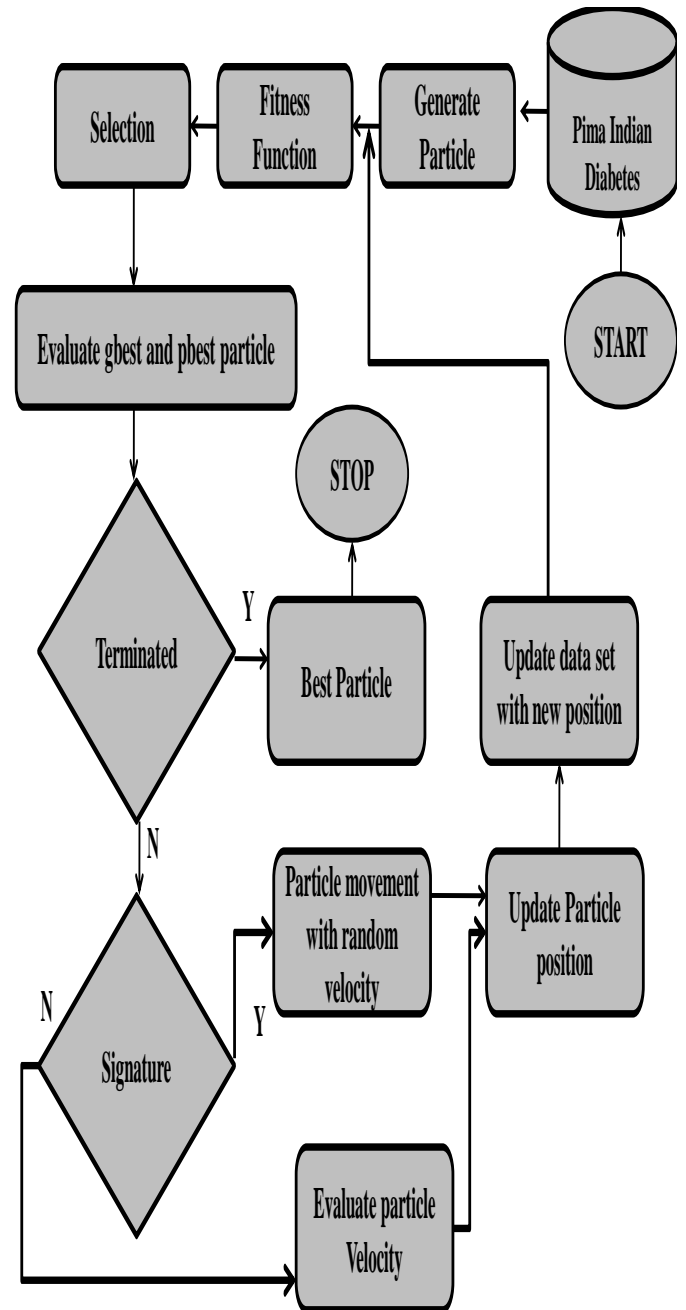 START
Pima Indian
Diabetes
Generate
Particle
Fitness
Function
Selection
Evaluate gbest and pbest particle
Terminated
Y
Best Particle
STOP
N
Signature
Y
Particle movement
with random
velocity
N
Evaluate particle
Velocity
Update Particle
position
Update data set
with new position